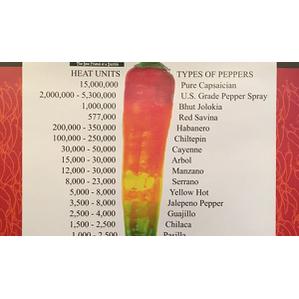 HEAT UNITS TYPES OF PEPPERS
15,000,000 Pure Capsaician
2,000,000 - 5,300,000 U.S. Grade Pepper Spray
1,000,000 Bhut Jolokia
577,000 Red Savina
200,000 - 350,000 Habanero
100,000 - 250,000 Chiltepin
30,000 - 50,000 Cayenne
15,000 - 30,000 Arbol
12,000 - 30,000 Manzano
8,000 - 23,000 Serrano
5,000 - 8,000 Yellow Hot
3,500 - 8,000 Jalepeno Pepper
2,500 - 4,000 Guajillo
1,500 - 2,500 Chilaca
1,000 - 2,500 Pasilla